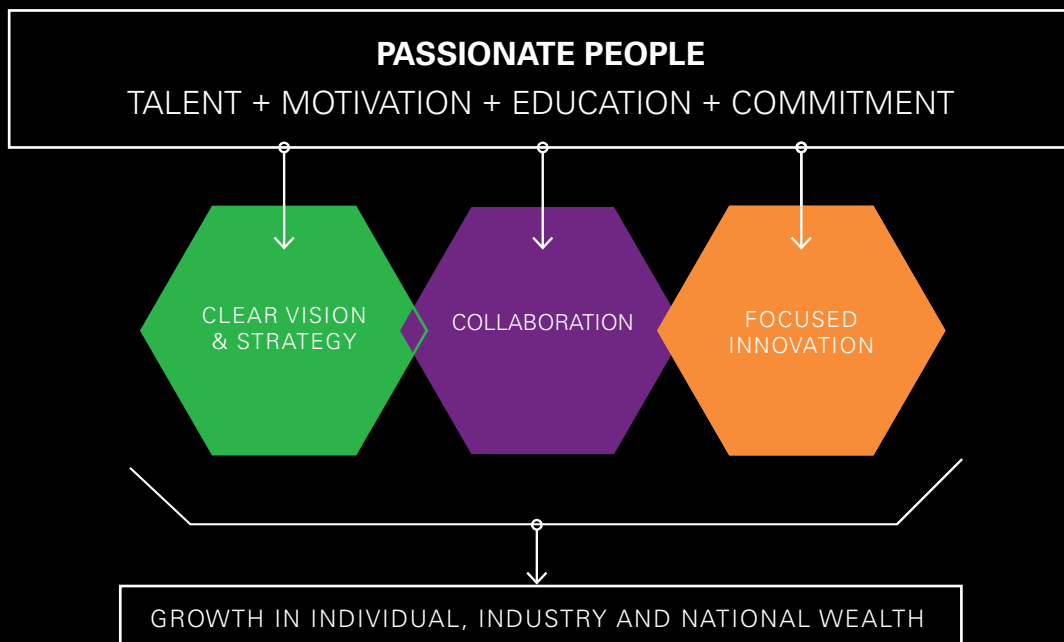 PASSIONATE PEOPLE
TALENT + MOTIVATION + EDUCATION + COMMITMENT
CLEAR VISION
& STRATEGY
COLLABORATION
FOCUSED
INNOVATION
GROWTH IN INDIVIDUAL, INDUSTRY AND NATIONAL WEALTH